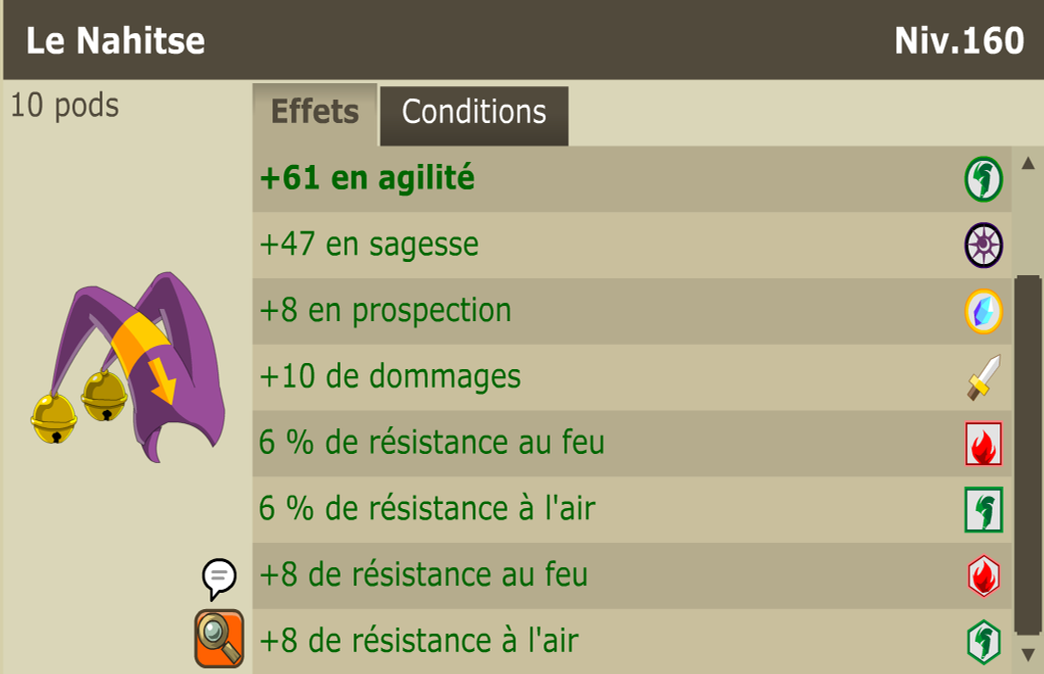 Le Nahitse
Niv.160
10 pods
Effets
Conditions
+61 en agilité
+47 en sagesse
+8 en prospection
+10 de dommages
6 % de résistance au feu
6 % de résistance à l'air
+8 de résistance au feu
+8 de résistance à l'air